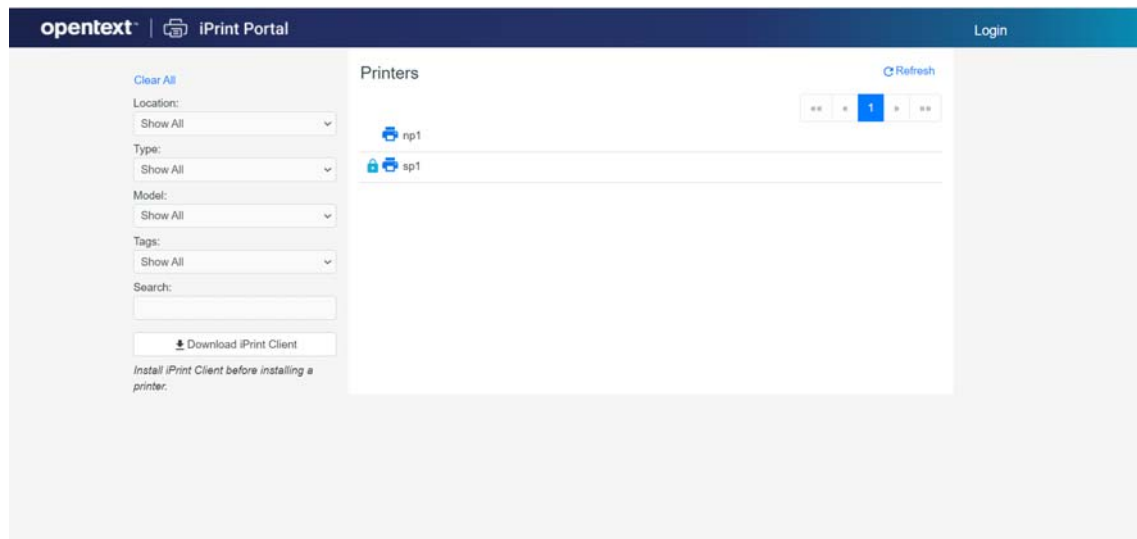 opentext™ | iPrint Portal
Login
Clear All
Location:
Show All
Type:
Show All
Model:
Show All
Tags:
Show All
Search:
Download iPrint Client
Install iPrint Client before installing a
printer.
Printers
Refresh
«« « 1 » »»
np1
sp1